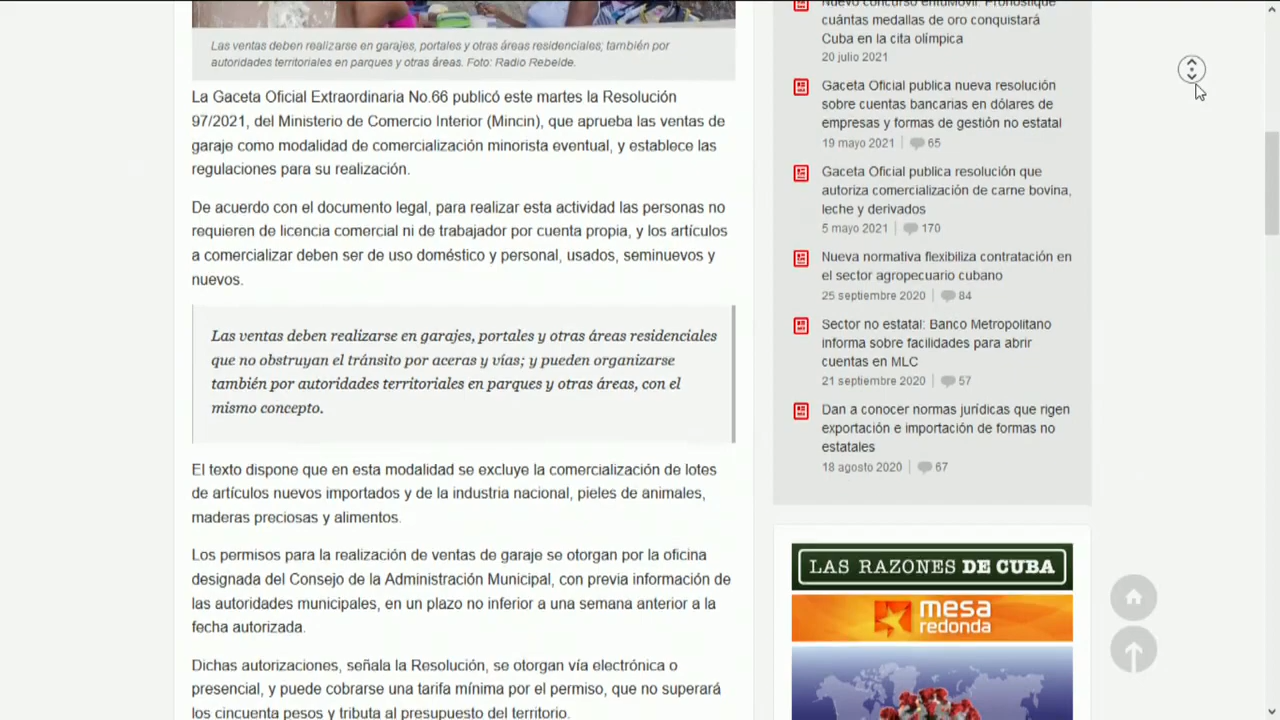 Las ventas deben realizarse en garajes, portales y otras áreas residenciales; también por
autoridades territoriales en parques y otras áreas. Foto: Radio Rebelde.
La Gaceta Oficial Extraordinaria No.66 publicó este martes la Resolución
97/2021, del Ministerio de Comercio Interior (Mincin), que aprueba las ventas de
garaje como modalidad de comercialización minorista eventual, y establece las
regulaciones para su realización.
De acuerdo con el documento legal, para realizar esta actividad las personas no
requieren de licencia comercial ni de trabajador por cuenta propia, y los artículos
a comercializar deben ser de uso doméstico y personal, usados, seminuevos y
nuevos.
Las ventas deben realizarse en garajes, portales y otras áreas residenciales
que no obstruyan el tránsito por aceras y vías; y pueden organizarse
también por autoridades territoriales en parques y otras áreas, con el
mismo concepto.
El texto dispone que en esta modalidad se excluye la comercialización de lotes
de artículos nuevos importados y de la industria nacional, pieles de animales,
maderas preciosas y alimentos.
Los permisos para la realización de ventas de garaje se otorgan por la oficina
designada del Consejo de la Administración Municipal, con previa información de
las autoridades municipales, en un plazo no inferior a una semana anterior a la
fecha autorizada.
Dichas autorizaciones, señala la Resolución, se otorgan vía electrónica o
presencial, y puede cobrarse una tarifa mínima por el permiso, que no superará
los cincuenta pesos y tributa al presupuesto del territorio.
Nuevo concurso entuMovil: Pronostique
cuántas medallas de oro conquistará
Cuba en la cita olímpica
20 julio 2021
Gaceta Oficial publica nueva resolución
sobre cuentas bancarias en dólares de
empresas y formas de gestión no estatal
19 mayo 2021 | 65
Gaceta Oficial publica resolución que
autoriza comercialización de carne bovina,
leche y derivados
5 mayo 2021 | 170
Nueva normativa flexibiliza contratación en
el sector agropecuario cubano
25 septiembre 2020 | 84
Sector no estatal: Banco Metropolitano
informa sobre facilidades para abrir
cuentas en MLC
21 septiembre 2020 | 57
Dan a conocer normas jurídicas que rigen
exportación e importación de formas no
estatales
18 agosto 2020 | 67
LAS RAZONES DE CUBA
mesa
redonda